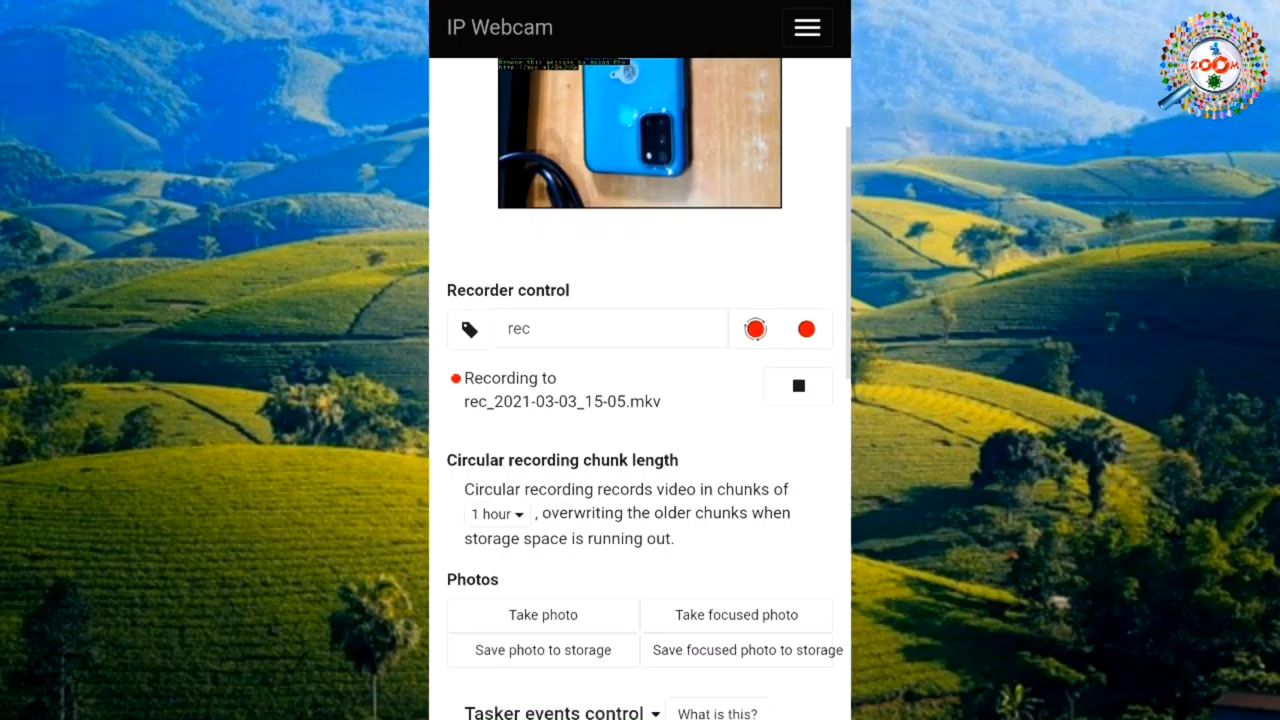 IP Webcam
ZOOM
Recorder control
rec
Recording to
rec_2021-03-03_15-05.mkv
Circular recording chunk length
Circular recording records video in chunks of
1 hour , overwriting the older chunks when
storage space is running out.
Photos
Take photo
Take focused photo
Save photo to storage
Save focused photo to storage
Tasker events control
What is this?